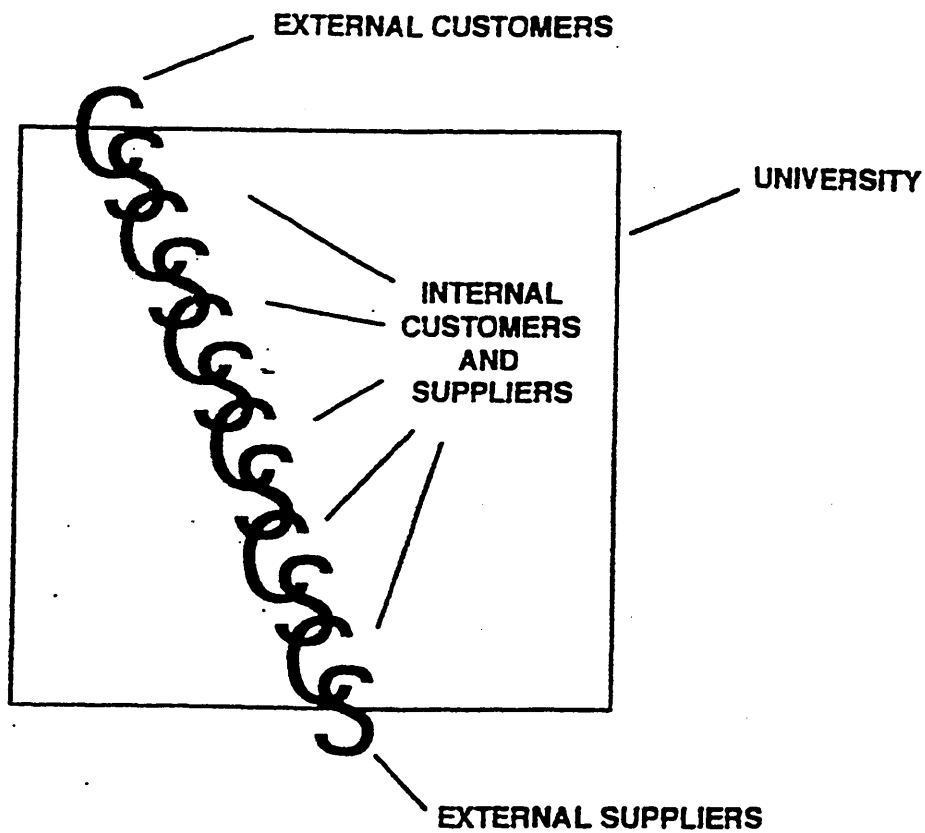 EXTERNAL CUSTOMERS
UNIVERSITY
INTERNAL
CUSTOMERS
AND
SUPPLIERS
C
S
C
S
C
S
C
S
C
S
C
S
EXTERNAL SUPPLIERS